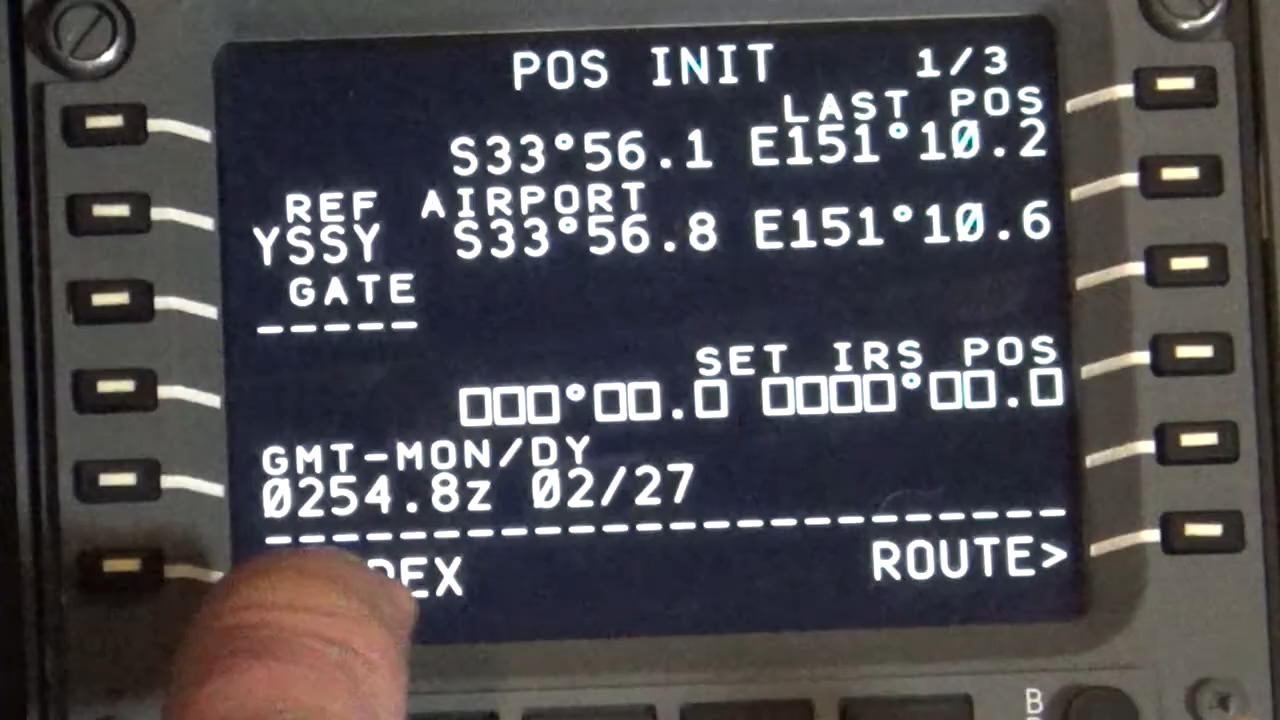 POS INIT 1/3
LAST POS
S33°56.1 E151°10.2
REF AIRPORT
YSSY S33°56.8 E151°10.6
GATE
-----
SET IRS POS
□□□°□□.□ □□□□°□□.□
GMT-MON/DY
0254.8z 02/27
------------------------
DEX ROUTE>
B